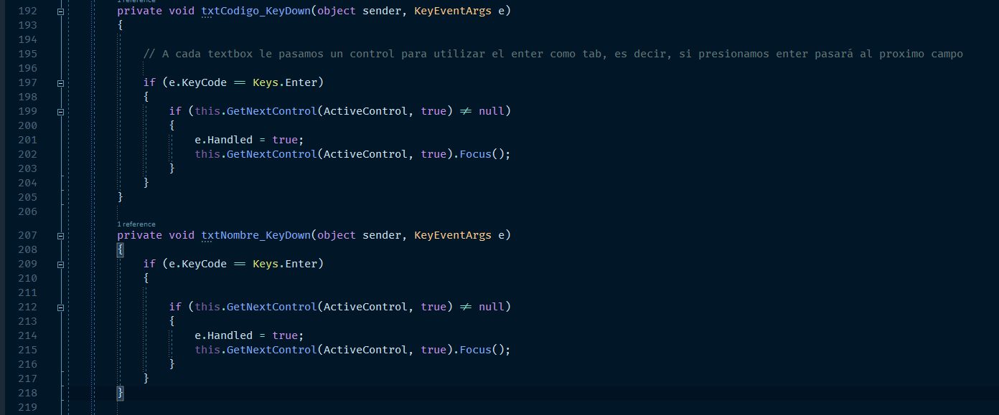 1 reference
192 private void txtCodigo_KeyDown(object sender, KeyEventArgs e)
193 {
194
195 // A cada textbox le pasamos un control para utilizar el enter como tab, es decir, si presionamos enter pasará al proximo campo
196
197 if (e.KeyCode == Keys.Enter)
198 {
199 if (this.GetNextControl(ActiveControl, true) != null)
200 {
201 e.Handled = true;
202 this.GetNextControl(ActiveControl, true).Focus();
203 }
204 }
205 }
206
1 reference
207 private void txtNombre_KeyDown(object sender, KeyEventArgs e)
208 {
209 if (e.KeyCode == Keys.Enter)
210 {
211
212 if (this.GetNextControl(ActiveControl, true) != null)
213 {
214 e.Handled = true;
215 this.GetNextControl(ActiveControl, true).Focus();
216 }
217 }
218 }
219